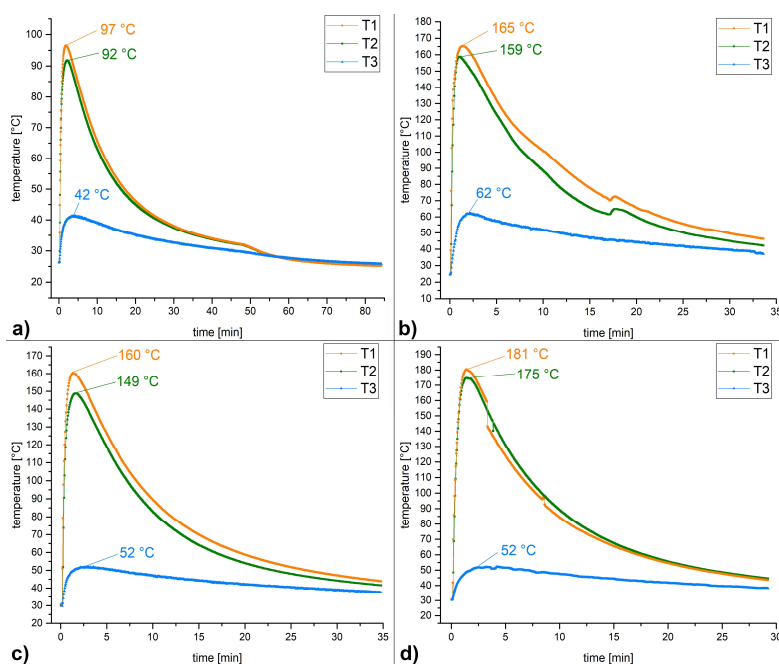 97 °C
92 °C
42 °C
T1
T2
T3
temperature [°C]
100
90
80
70
60
50
40
30
20
0
10
20
30
40
50
60
70
80
time [min]
a)
165 °C
159 °C
62 °C
T1
T2
T3
temperature [°C]
180
170
160
150
140
130
120
110
100
90
80
70
60
50
40
30
20
10
0
5
10
15
20
25
30
35
time [min]
b)
160 °C
149 °C
52 °C
T1
T2
T3
temperature [°C]
170
160
150
140
130
120
110
100
90
80
70
60
50
40
30
20
0
5
10
15
20
25
30
35
time [min]
c)
181 °C
175 °C
52 °C
T1
T2
T3
temperature [°C]
190
180
170
160
150
140
130
120
110
100
90
80
70
60
50
40
30
20
0
5
10
15
20
25
30
time [min]
d)